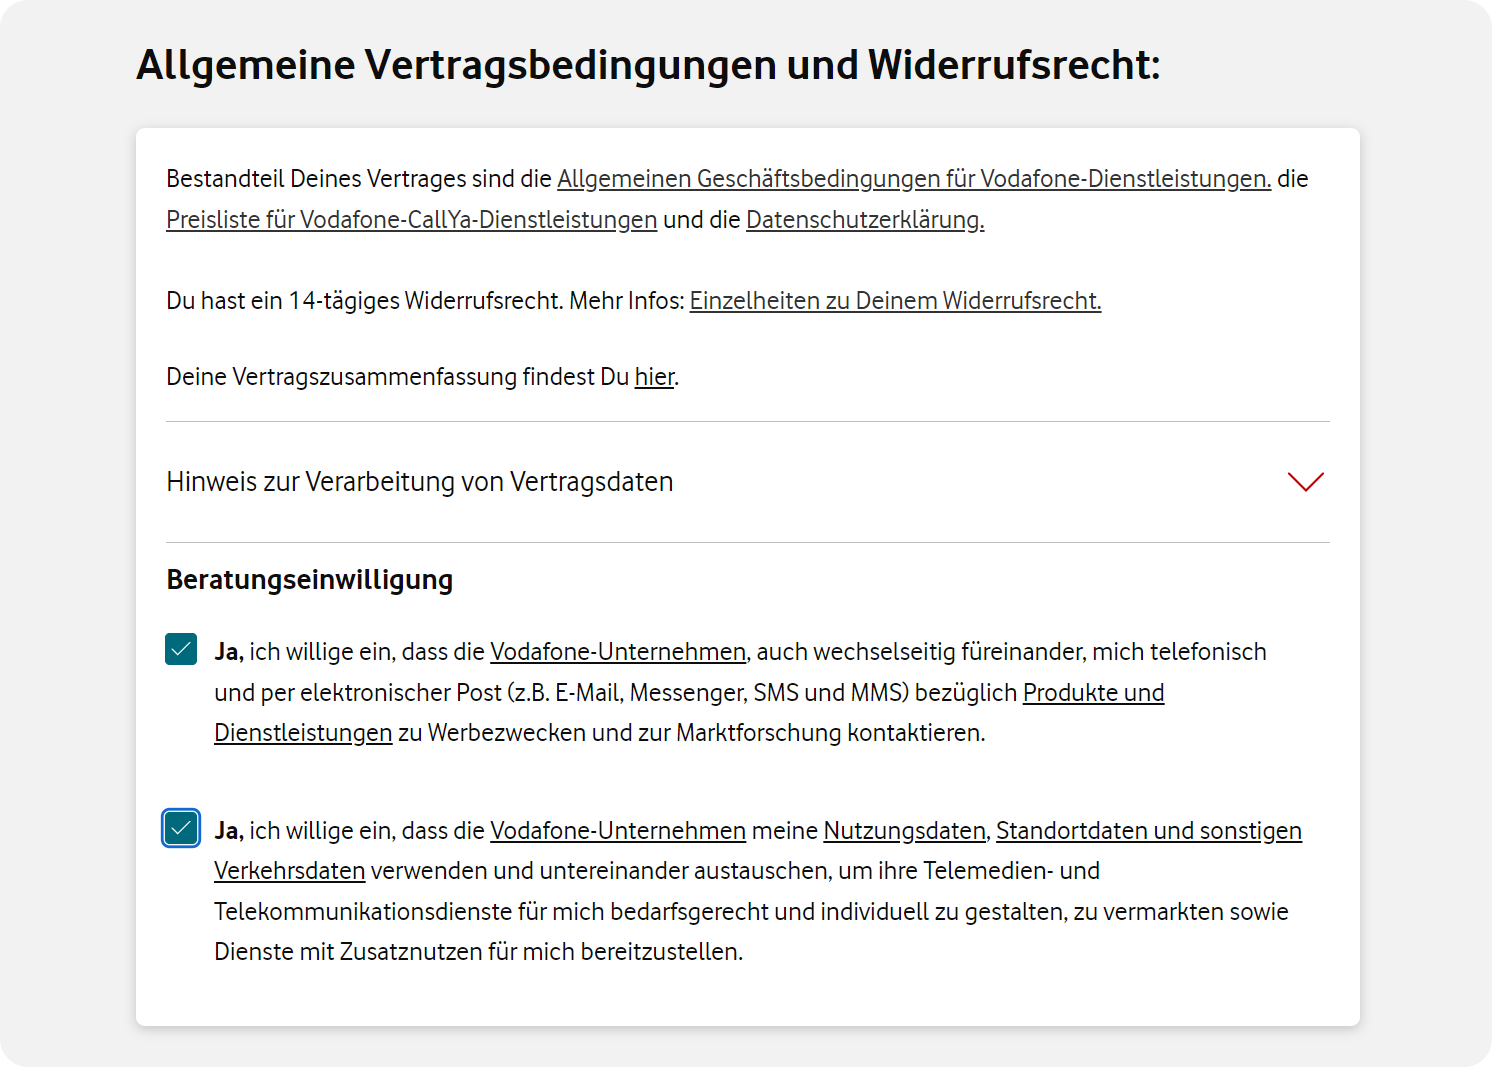 Allgemeine Vertragsbedingungen und Widerrufsrecht:
Bestandteil Deines Vertrages sind die Allgemeinen Geschäftsbedingungen für Vodafone-Dienstleistungen. die
Preisliste für Vodafone-CallYa-Dienstleistungen und die Datenschutzerklärung.
Du hast ein 14-tägiges Widerrufsrecht. Mehr Infos: Einzelheiten zu Deinem Widerrufsrecht.
Deine Vertragszusammenfassung findest Du hier.
Hinweis zur Verarbeitung von Vertragsdaten
Beratungseinwilligung
Ja, ich willige ein, dass die Vodafone-Unternehmen, auch wechselseitig füreinander, mich telefonisch
und per elektronischer Post (z.B. E-Mail, Messenger, SMS und MMS) bezüglich Produkte und
Dienstleistungen zu Werbezwecken und zur Marktforschung kontaktieren.
Ja, ich willige ein, dass die Vodafone-Unternehmen meine Nutzungsdaten, Standortdaten und sonstigen
Verkehrsdaten verwenden und untereinander austauschen, um ihre Telemedien- und
Telekommunikationsdienste für mich bedarfsgerecht und individuell zu gestalten, zu vermarkten sowie
Dienste mit Zusatznutzen für mich bereitzustellen.